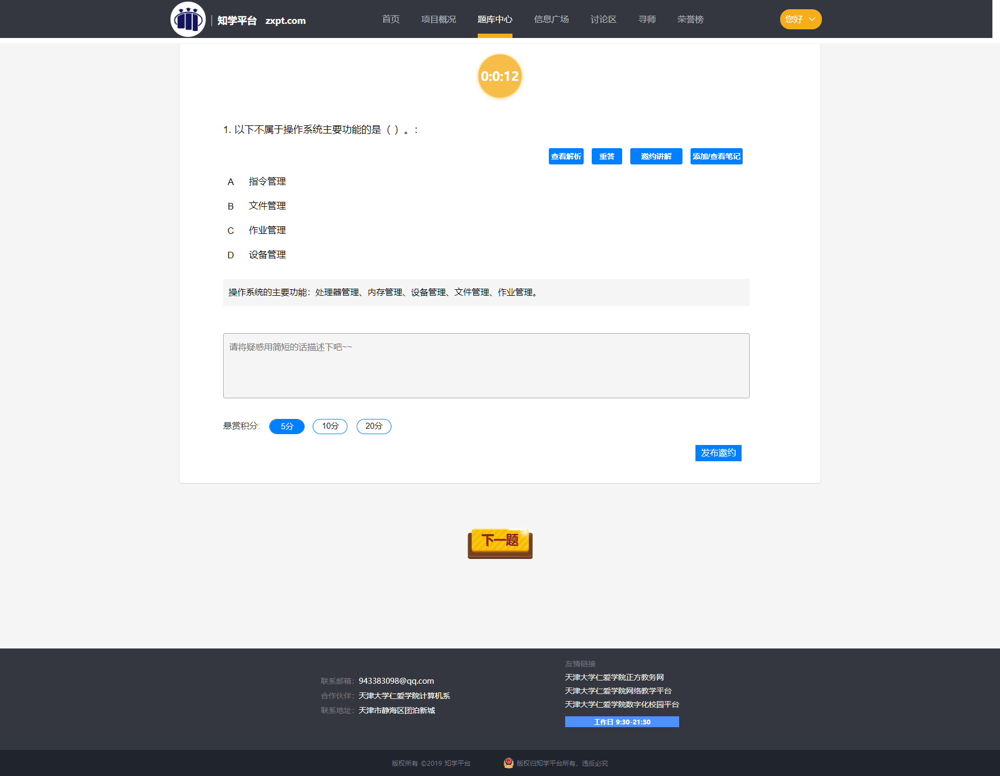 知学平台 zxpt.com
首页 项目概况 题库中心 信息广场 讨论区 寻师 荣誉榜
您好
0:0:12
1. 以下不属于操作系统主要功能的是（ ）。:
查看解析 重答 邀约讲解 添加/查看笔记
A 指令管理
B 文件管理
C 作业管理
D 设备管理
操作系统的主要功能：处理器管理、内存管理、设备管理、文件管理、作业管理。
请将疑惑用简短的话描述下吧~~
悬赏积分: 5分 10分 20分
发布邀约
下一题
联系邮箱：943383098@qq.com
合作伙伴：天津大学仁爱学院计算机系
联系地址：天津市静海区团泊新城
友情链接
天津大学仁爱学院正方教务网
天津大学仁爱学院网络教学平台
天津大学仁爱学院数字化校园平台
工作日 9:30-21:30
版权所有 ©2019 知学平台
版权归知学平台所有，违反必究